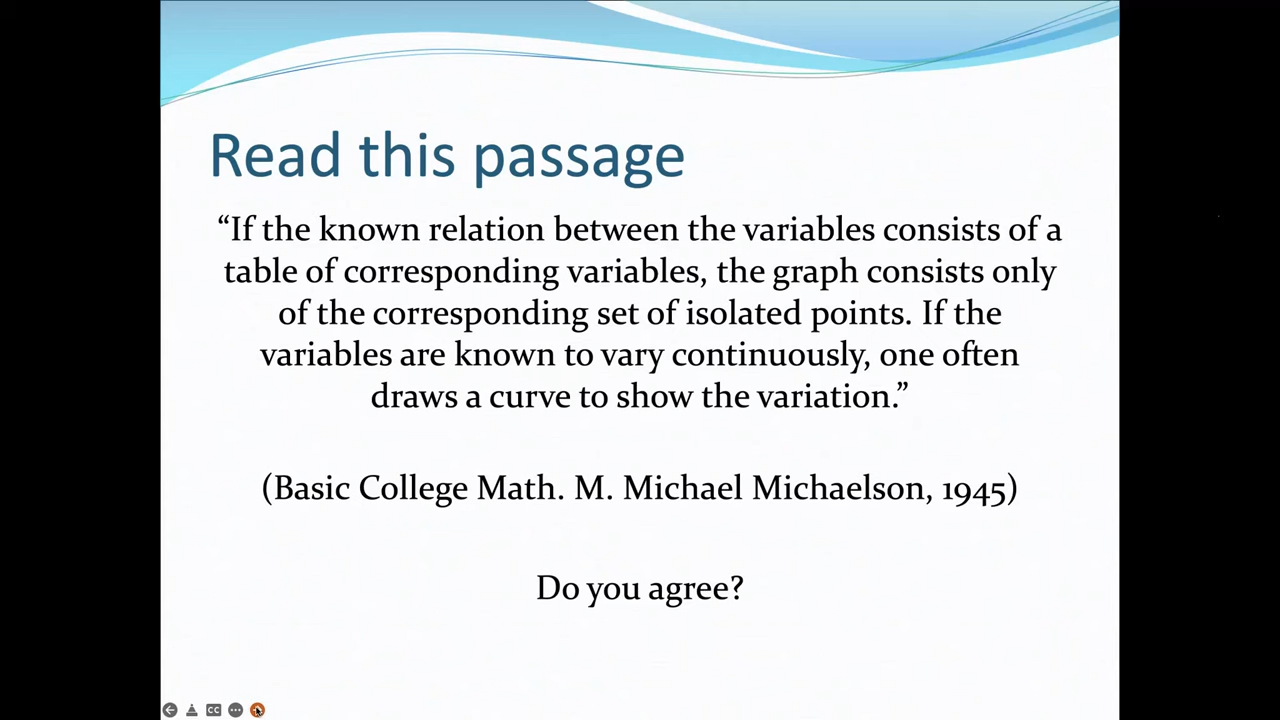 Read this passage
“If the known relation between the variables consists of a
table of corresponding variables, the graph consists only
of the corresponding set of isolated points. If the
variables are known to vary continuously, one often
draws a curve to show the variation.”
(Basic College Math. M. Michael Michaelson, 1945)
Do you agree?
CC